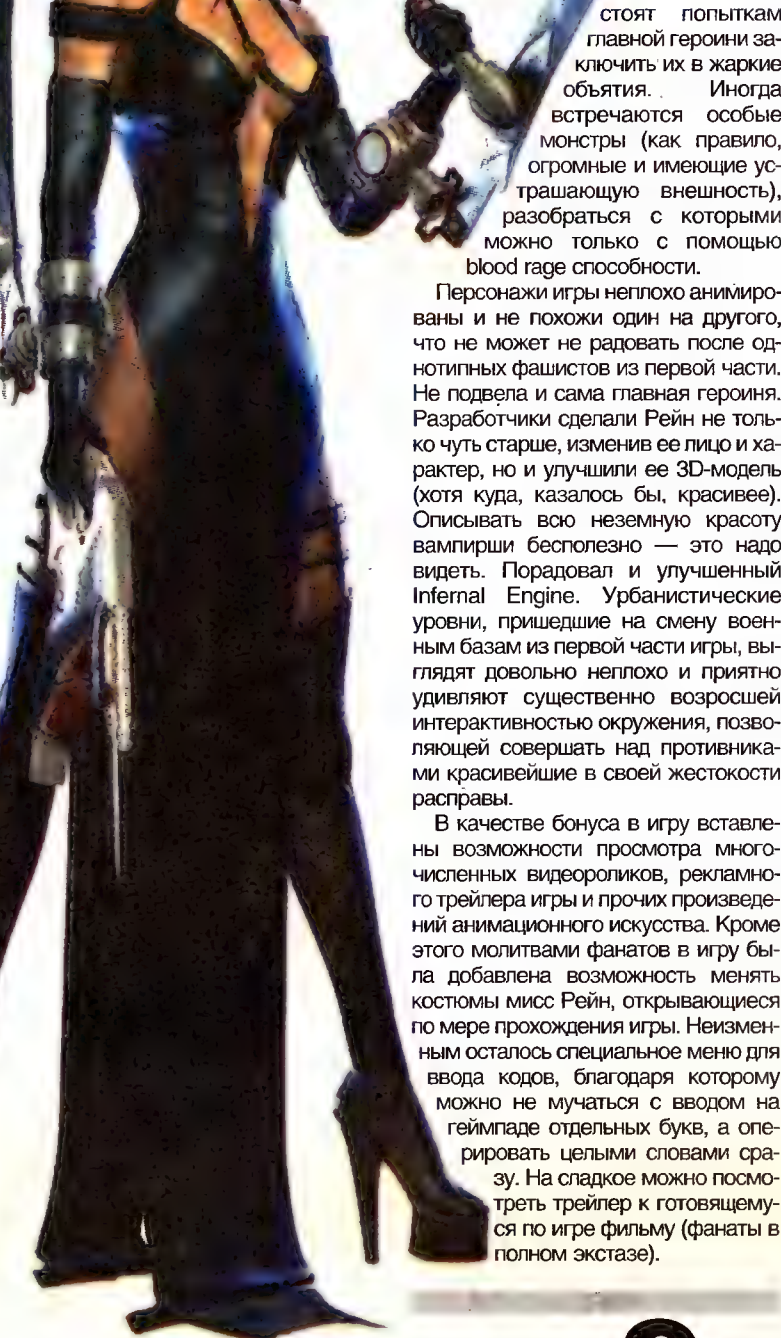 стоят попыткам
главной героини за-
ключить их в жаркие
объятия. Иногда
встречаются особые
монстры (как правило,
огромные и имеющие ус-
трашающую внешность),
разобраться с которыми
можно только с помощью
blood rage способности.
Персонажи игры неплохо анимиро-
ваны и не похожи один на другого,
что не может не радовать после од-
нотипных фашистов из первой части.
Не подвела и сама главная героиня.
Разработчики сделали Рейн не толь-
ко чуть старше, изменив ее лицо и ха-
рактер, но и улучшили ее 3D-модель
(хотя куда, казалось бы, красивее).
Описывать всю неземную красоту
вампирши бесполезно — это надо
видеть. Порадовал и улучшенный
Infernal Engine. Урбанистические
уровни, пришедшие на смену воен-
ным базам из первой части игры, вы-
глядят довольно неплохо и приятно
удивляют существенно возросшей
интерактивностью окружения, позво-
ляющей совершать над противника-
ми красивейшие в своей жестокости
расправы.
В качестве бонуса в игру вставле-
ны возможности просмотра много-
численных видеороликов, рекламно-
го трейлера игры и прочих произведе-
ний анимационного искусства. Кроме
этого молитвами фанатов в игру бы-
ла добавлена возможность менять
костюмы мисс Рейн, открывающиеся
по мере прохождения игры. Неизмен-
ным осталось специальное меню для
ввода кодов, благодаря которому
можно не мучаться с вводом на
геймпаде отдельных букв, а опе-
рировать целыми словами сра-
зу. На сладкое можно посмо-
треть трейлер к готовящему-
ся по игре фильму (фанаты в
полном экстазе).